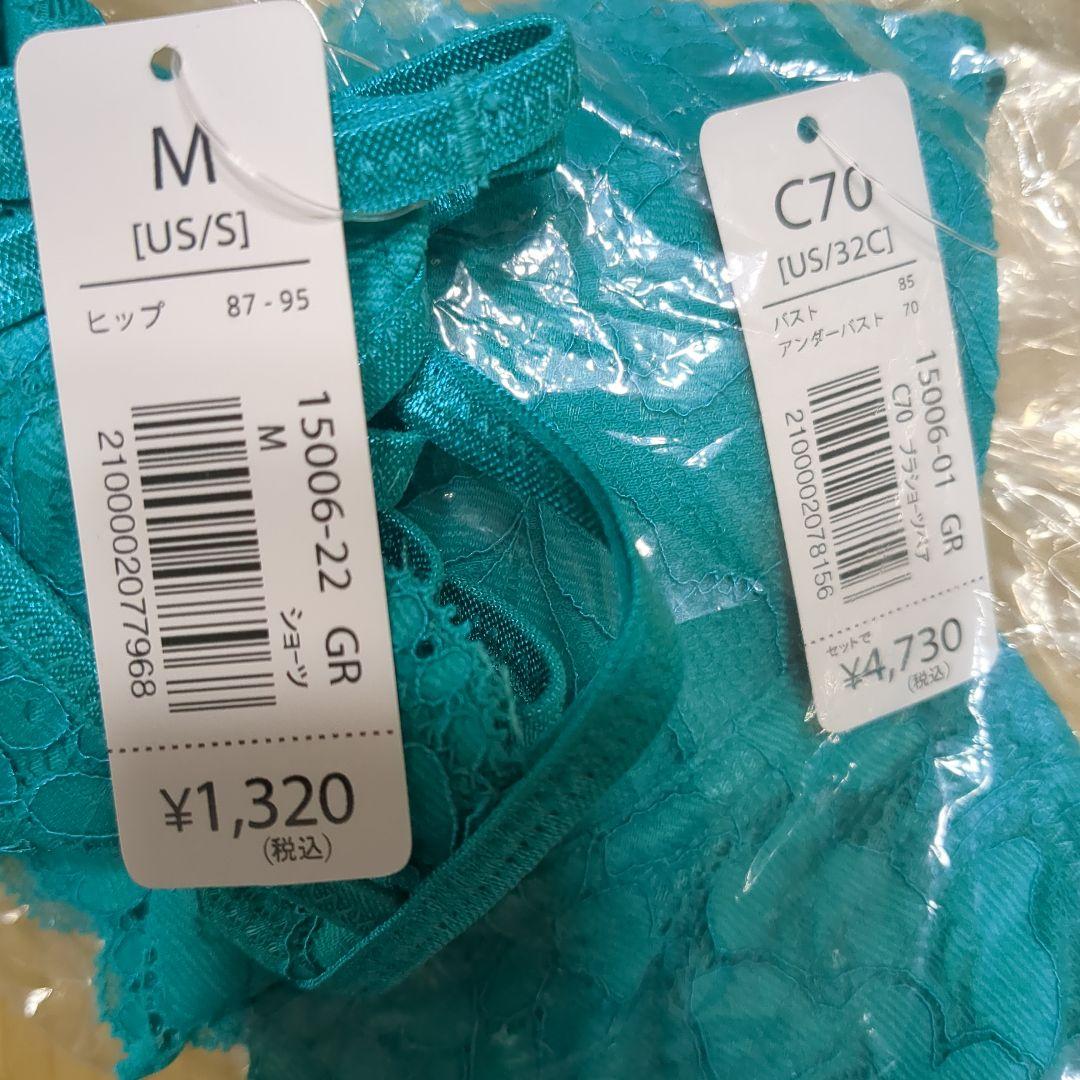 M
[US/S]
ヒップ 87 - 95
15006-22 GR
M ショーツ
2100002077968
¥1,320
(税込)
C70
[US/32C]
バスト 85
アンダーバスト 70
15006-01 GR
C70 ブラショーツペア
2100002078156
セットで
¥4,730
(税込)